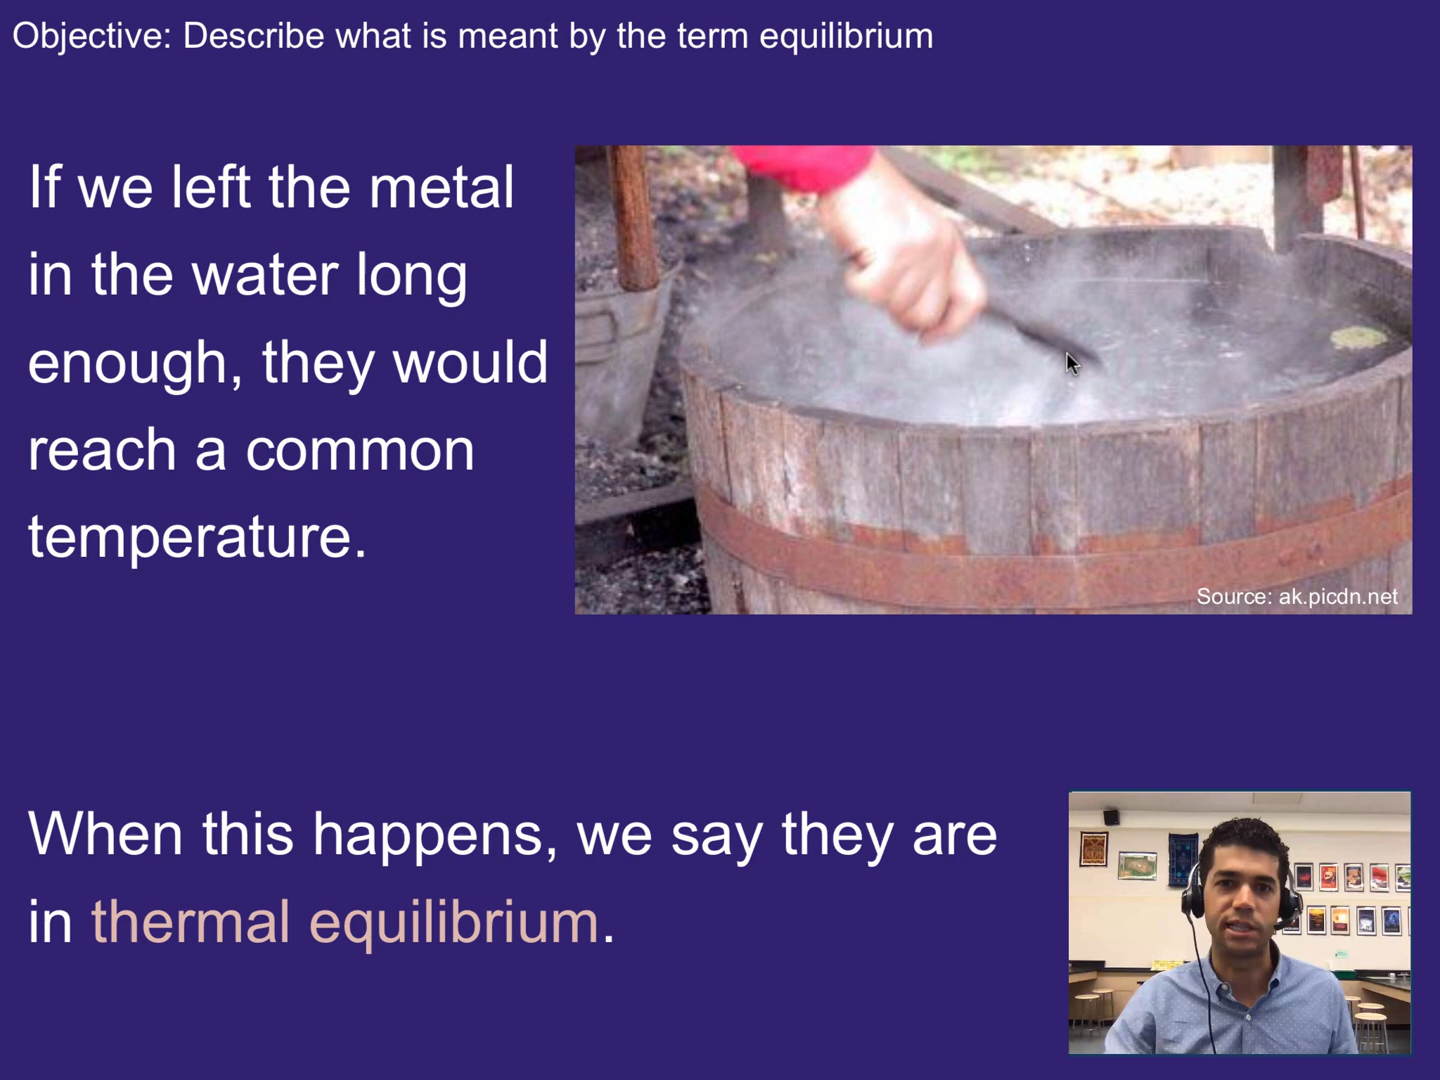 Objective: Describe what is meant by the term equilibrium
If we left the metal
in the water long
enough, they would
reach a common
temperature.
Source: ak.picdn.net
When this happens, we say they are
in thermal equilibrium.